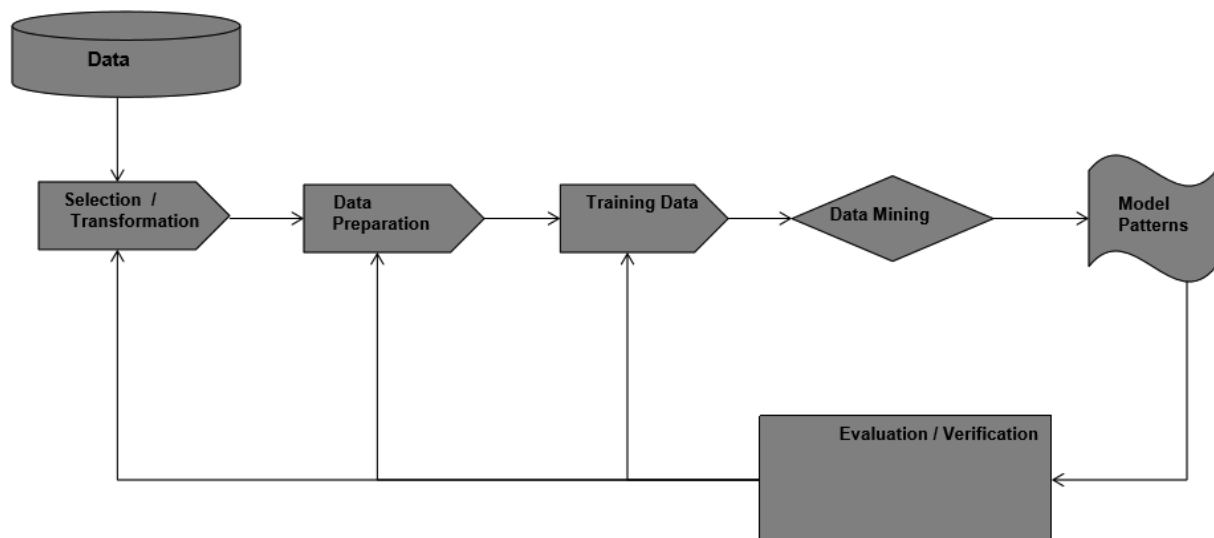 Data
Selection /
Transformation
Data
Preparation
Training Data
Data Mining
Model
Patterns
Evaluation / Verification